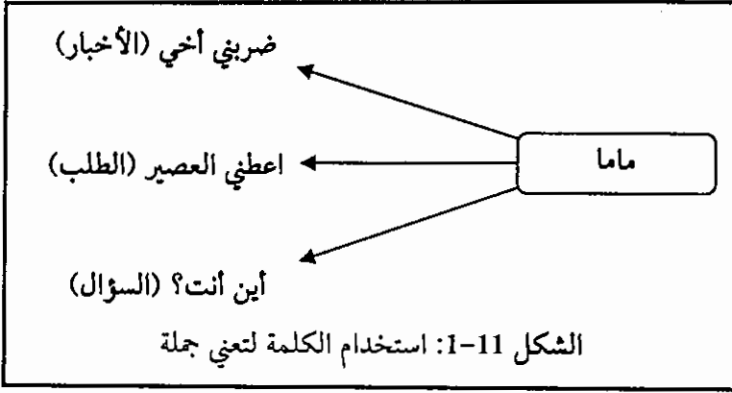 ضربني أخي (الأخبار)
ماما
اعطني العصير (الطلب)
أين أنت؟ (السؤال)
الشكل 11-1: استخدام الكلمة لتعني جملة